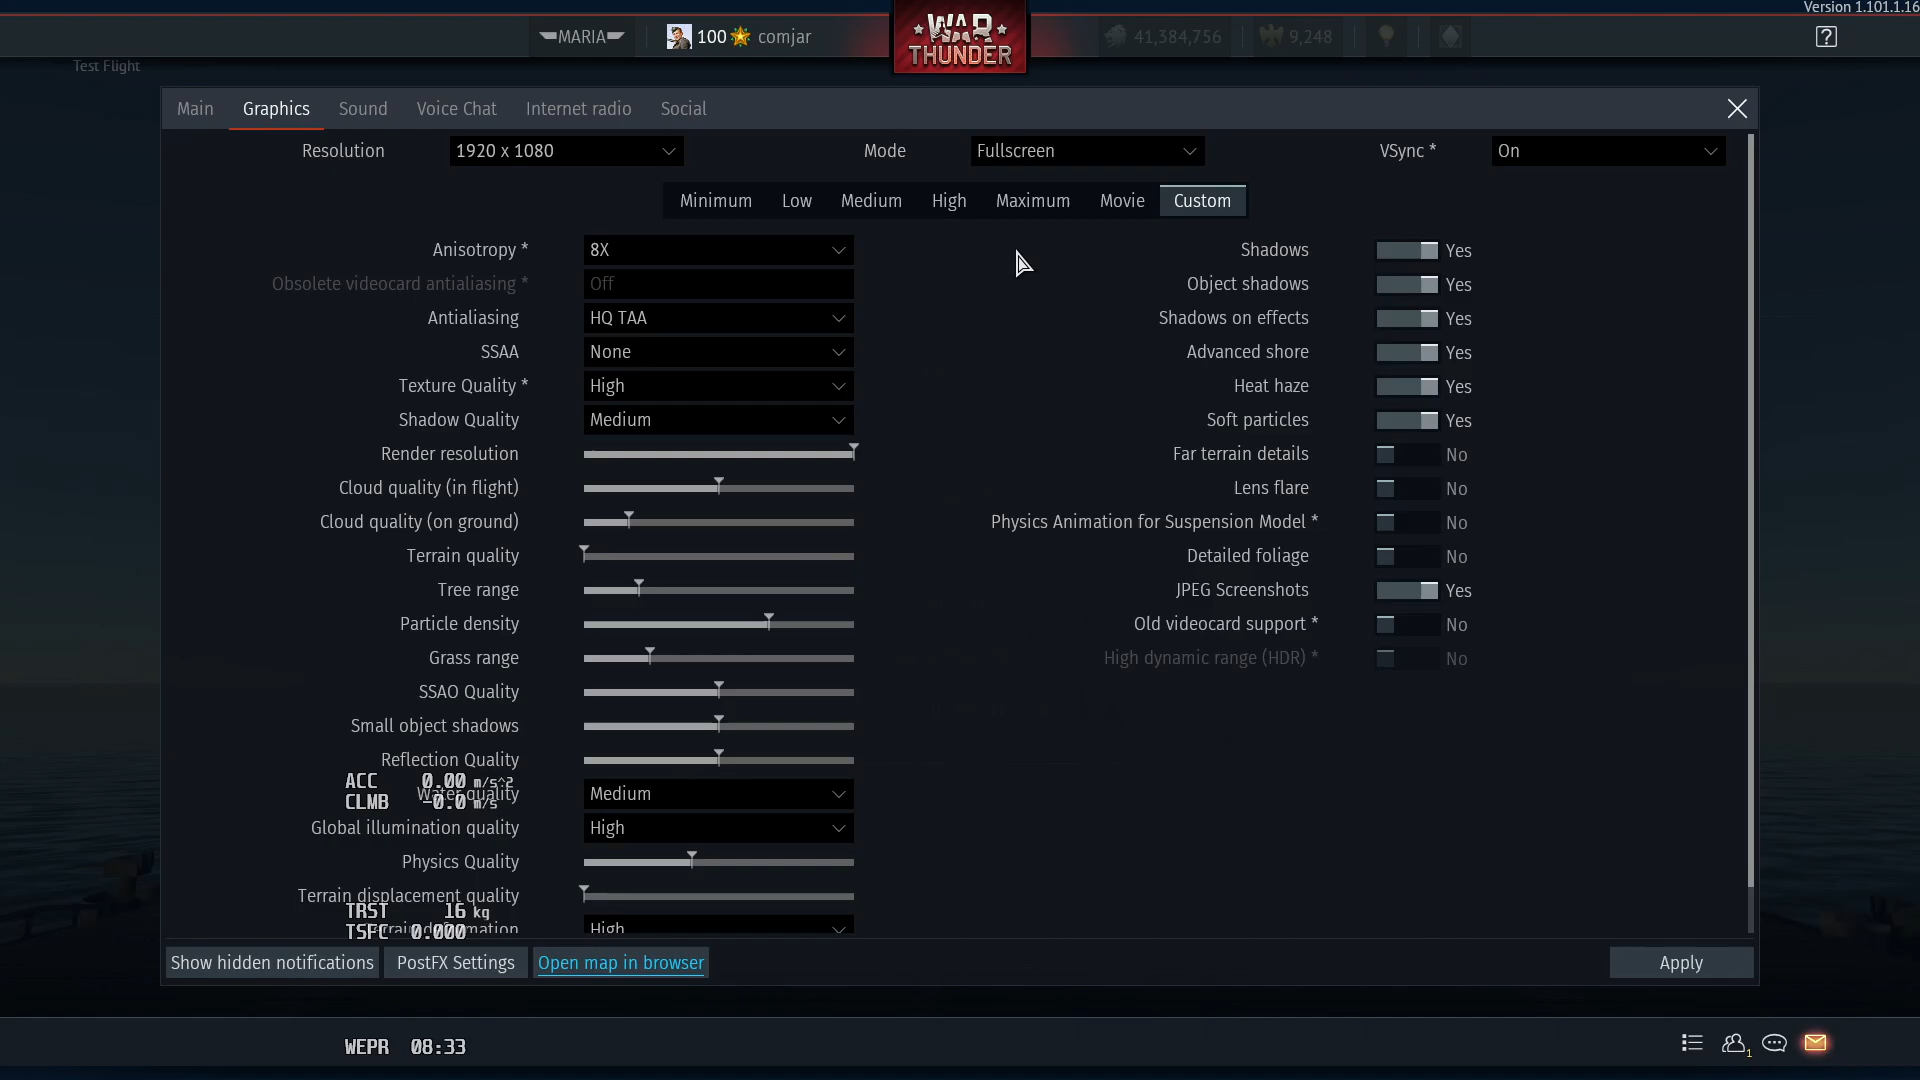 Version 1.101.1.16
MARIA
100 comjar
WAR THUNDER
41,384,756
9,248
?
Test Flight
Main Graphics Sound Voice Chat Internet radio Social
Resolution 1920 x 1080 Mode Fullscreen VSync * On
Minimum Low Medium High Maximum Movie Custom
Anisotropy * 8X Shadows Yes
Obsolete videocard antialiasing * Off Object shadows Yes
Antialiasing HQ TAA Shadows on effects Yes
SSAA None Advanced shore Yes
Texture Quality * High Heat haze Yes
Shadow Quality Medium Soft particles Yes
Render resolution Far terrain details No
Cloud quality (in flight) Lens flare No
Cloud quality (on ground) Physics Animation for Suspension Model * No
Terrain quality Detailed foliage No
Tree range JPEG Screenshots Yes
Particle density Old videocard support * No
Grass range High dynamic range (HDR) * No
SSAO Quality
Small object shadows
Reflection Quality
ACC 0.00 m/s^2
Water quality Medium
CLMB -0.0 m/s
Global illumination quality High
Physics Quality
Terrain displacement quality
TRST 16 kg
Terrain deformation High
TSFC 0.000
Show hidden notifications PostFX Settings Open map in browser Apply
WEPR 08:33
1